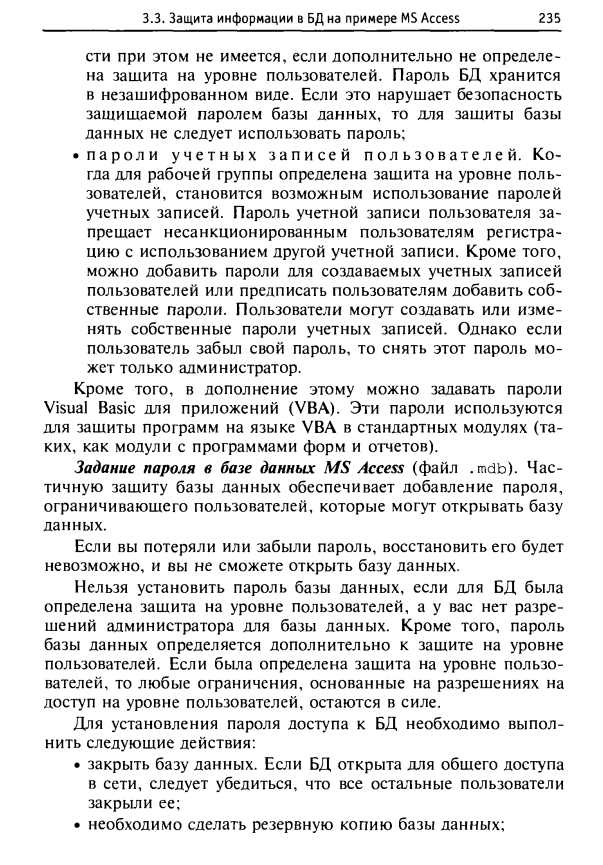 3.3. Защита информации в БД на примере MS Access 235
сти при этом не имеется, если дополнительно не определе-
на защита на уровне пользователей. Пароль БД хранится
в незашифрованном виде. Если это нарушает безопасность
защищаемой паролем базы данных, то для защиты базы
данных не следует использовать пароль;
• пароли учетных записей пользователей. Ко-
гда для рабочей группы определена защита на уровне поль-
зователей, становится возможным использование паролей
учетных записей. Пароль учетной записи пользователя за-
прещает несанкционированным пользователям регистра-
цию с использованием другой учетной записи. Кроме того,
можно добавить пароли для создаваемых учетных записей
пользователей или предписать пользователям добавить соб-
ственные пароли. Пользователи могут создавать или изме-
нять собственные пароли учетных записей. Однако если
пользователь забыл свой пароль, то снять этот пароль мо-
жет только администратор.
Кроме того, в дополнение этому можно задавать пароли
Visual Basic для приложений (VBA). Эти пароли используются
для защиты программ на языке VBA в стандартных модулях (та-
ких, как модули с программами форм и отчетов).
Задание пароля в базе данных MS Access (файл .mdb). Час-
тичную защиту базы данных обеспечивает добавление пароля,
ограничивающего пользователей, которые могут открывать базу
данных.
Если вы потеряли или забыли пароль, восстановить его будет
невозможно, и вы не сможете открыть базу данных.
Нельзя установить пароль базы данных, если для БД была
определена защита на уровне пользователей, а у вас нет разре-
шений администратора для базы данных. Кроме того, пароль
базы данных определяется дополнительно к защите на уровне
пользователей. Если была определена защита на уровне пользо-
вателей, то любые ограничения, основанные на разрешениях на
доступ на уровне пользователей, остаются в силе.
Для установления пароля доступа к БД необходимо выпол-
нить следующие действия:
• закрыть базу данных. Если БД открыта для общего доступа
в сети, следует убедиться, что все остальные пользователи
закрыли ее;
• необходимо сделать резервную копию базы данных;